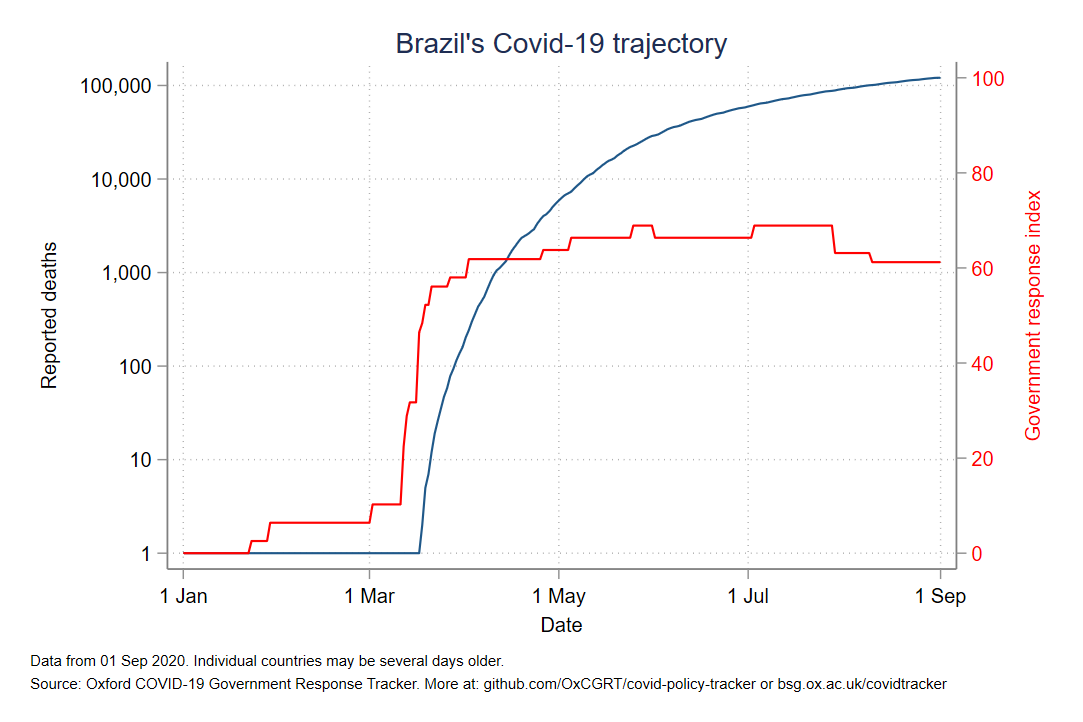 Brazil's Covid-19 trajectory
100,000
10,000
1,000
100
10
1
Reported deaths
100
80
60
40
20
0
Government response index
1 Jan
1 Mar
1 May
1 Jul
1 Sep
Date
Data from 01 Sep 2020. Individual countries may be several days older.
Source: Oxford COVID-19 Government Response Tracker. More at: github.com/OxCGRT/covid-policy-tracker or bsg.ox.ac.uk/covidtracker